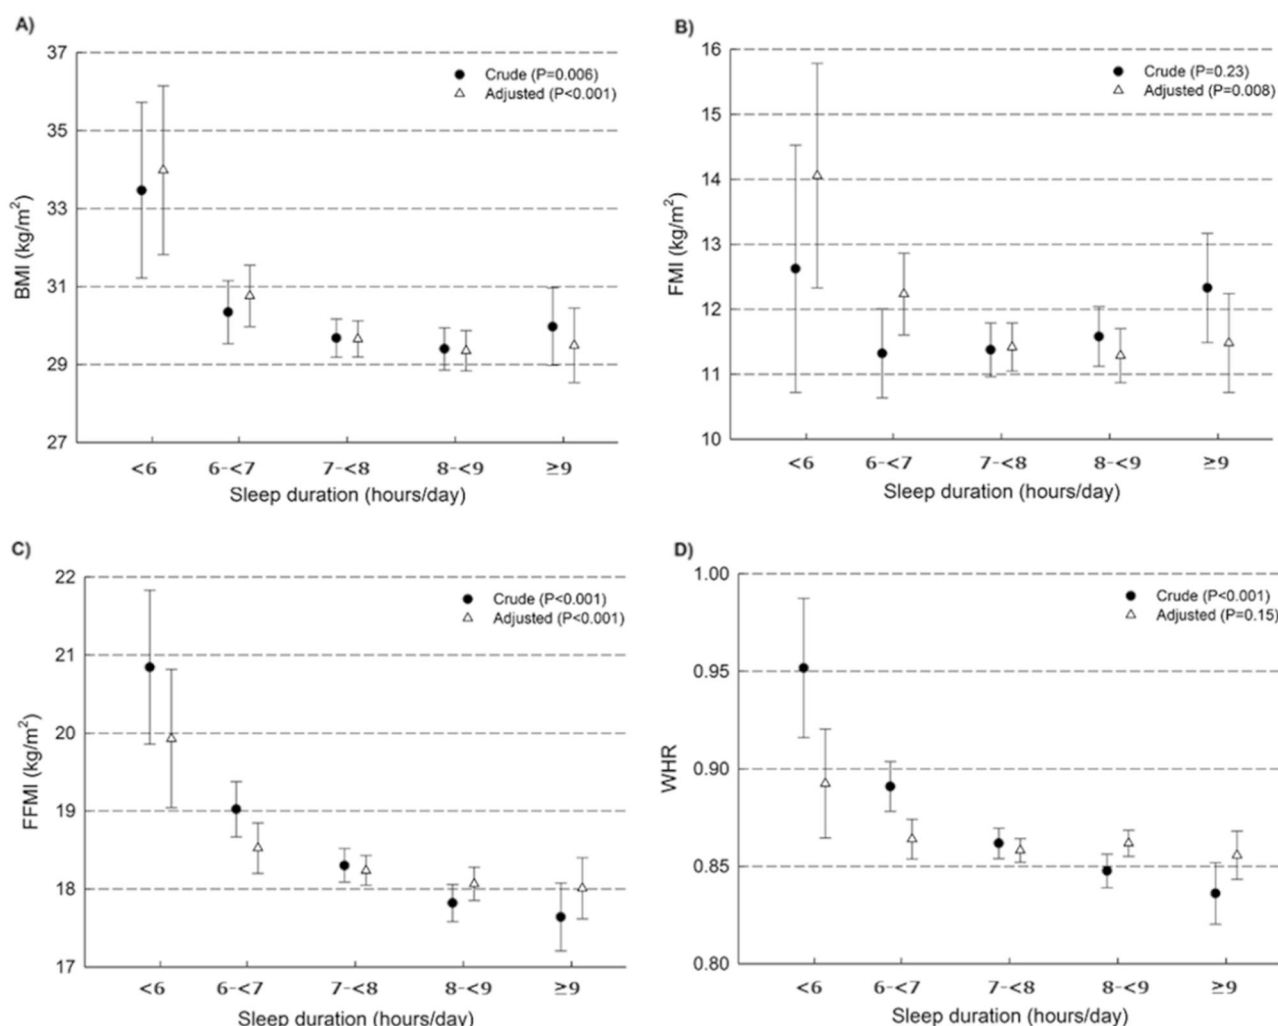 A)
37
35
33
31
29
27
BMI (kg/m²)
Crude (P=0.006)
Adjusted (P<0.001)
<6 6-<7 7-<8 8-<9 ≥9
Sleep duration (hours/day)
B)
16
15
14
13
12
11
10
FMI (kg/m²)
Crude (P=0.23)
Adjusted (P=0.008)
<6 6-<7 7-<8 8-<9 ≥9
Sleep duration (hours/day)
C)
22
21
20
19
18
17
FFMI (kg/m²)
Crude (P<0.001)
Adjusted (P<0.001)
<6 6-<7 7-<8 8-<9 ≥9
Sleep duration (hours/day)
D)
1.00
0.95
0.90
0.85
0.80
WHR
Crude (P<0.001)
Adjusted (P=0.15)
<6 6-<7 7-<8 8-<9 ≥9
Sleep duration (hours/day)